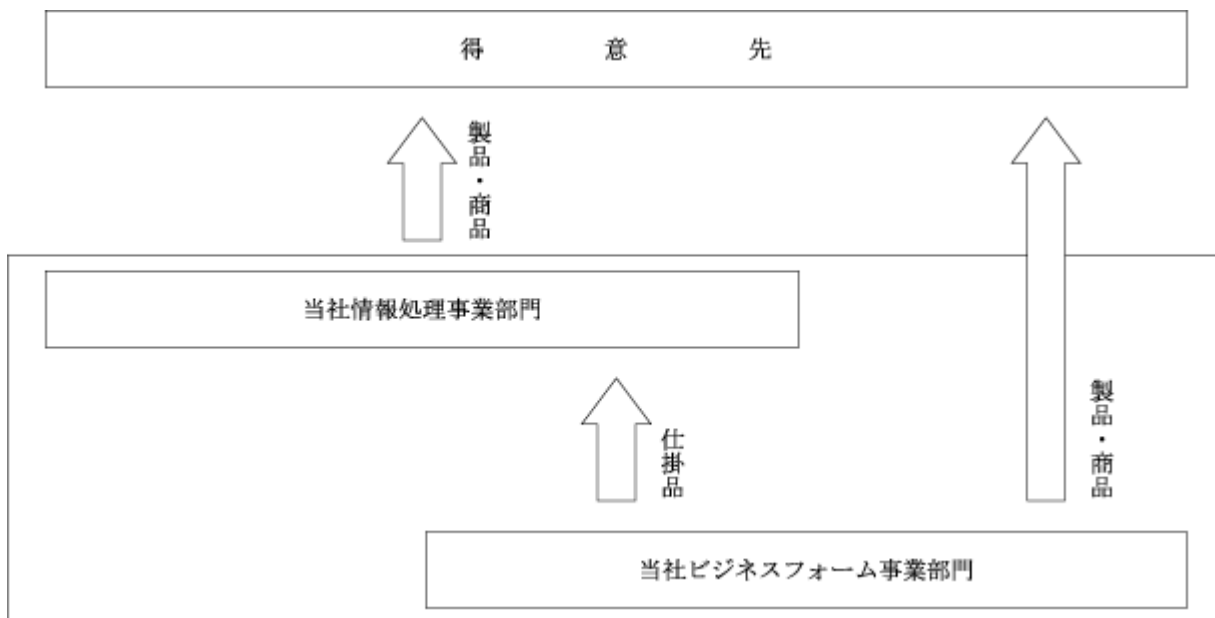 得意先
製品・商品
当社情報処理事業部門
仕掛品
製品・商品
当社ビジネスフォーム事業部門